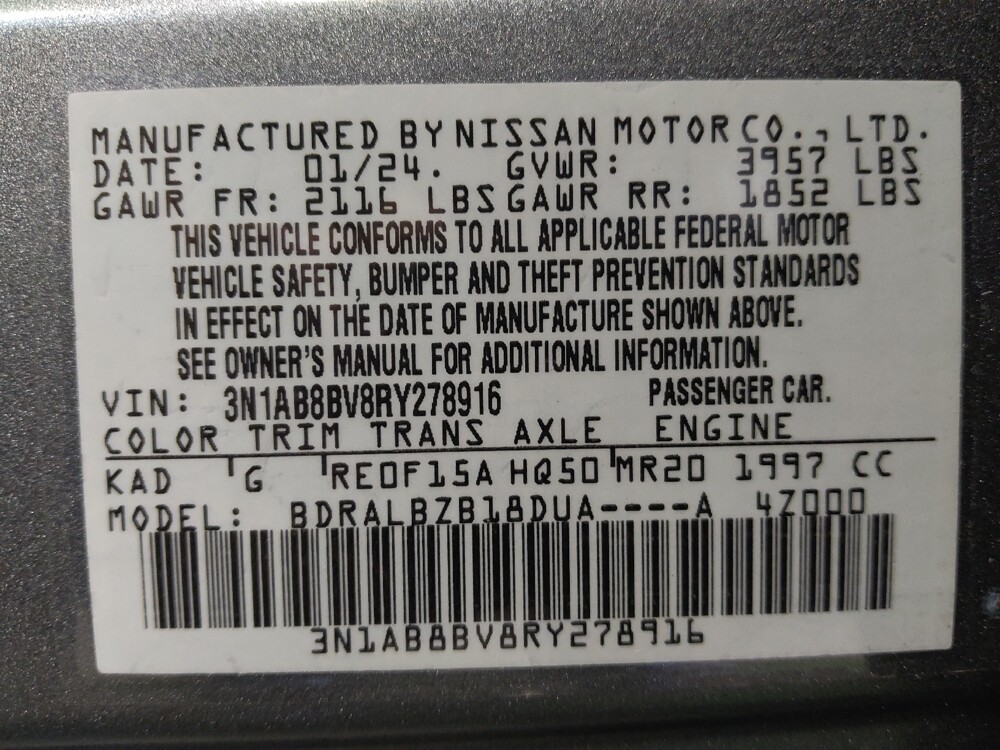 MANUFACTURED BY NISSAN MOTOR CO., LTD.
DATE: 01/24. GVWR: 3957 LBS
GAWR FR: 2116 LBS GAWR RR: 1852 LBS
THIS VEHICLE CONFORMS TO ALL APPLICABLE FEDERAL MOTOR
VEHICLE SAFETY, BUMPER AND THEFT PREVENTION STANDARDS
IN EFFECT ON THE DATE OF MANUFACTURE SHOWN ABOVE.
SEE OWNER'S MANUAL FOR ADDITIONAL INFORMATION.
VIN: 3N1AB8BV8RY278916 PASSENGER CAR.
COLOR TRIM TRANS AXLE ENGINE
KAD G RE0F15A HQ50 MR20 1997 CC
MODEL: BDRALBZB18DUA----A 4Z000
3N1AB8BV8RY278916